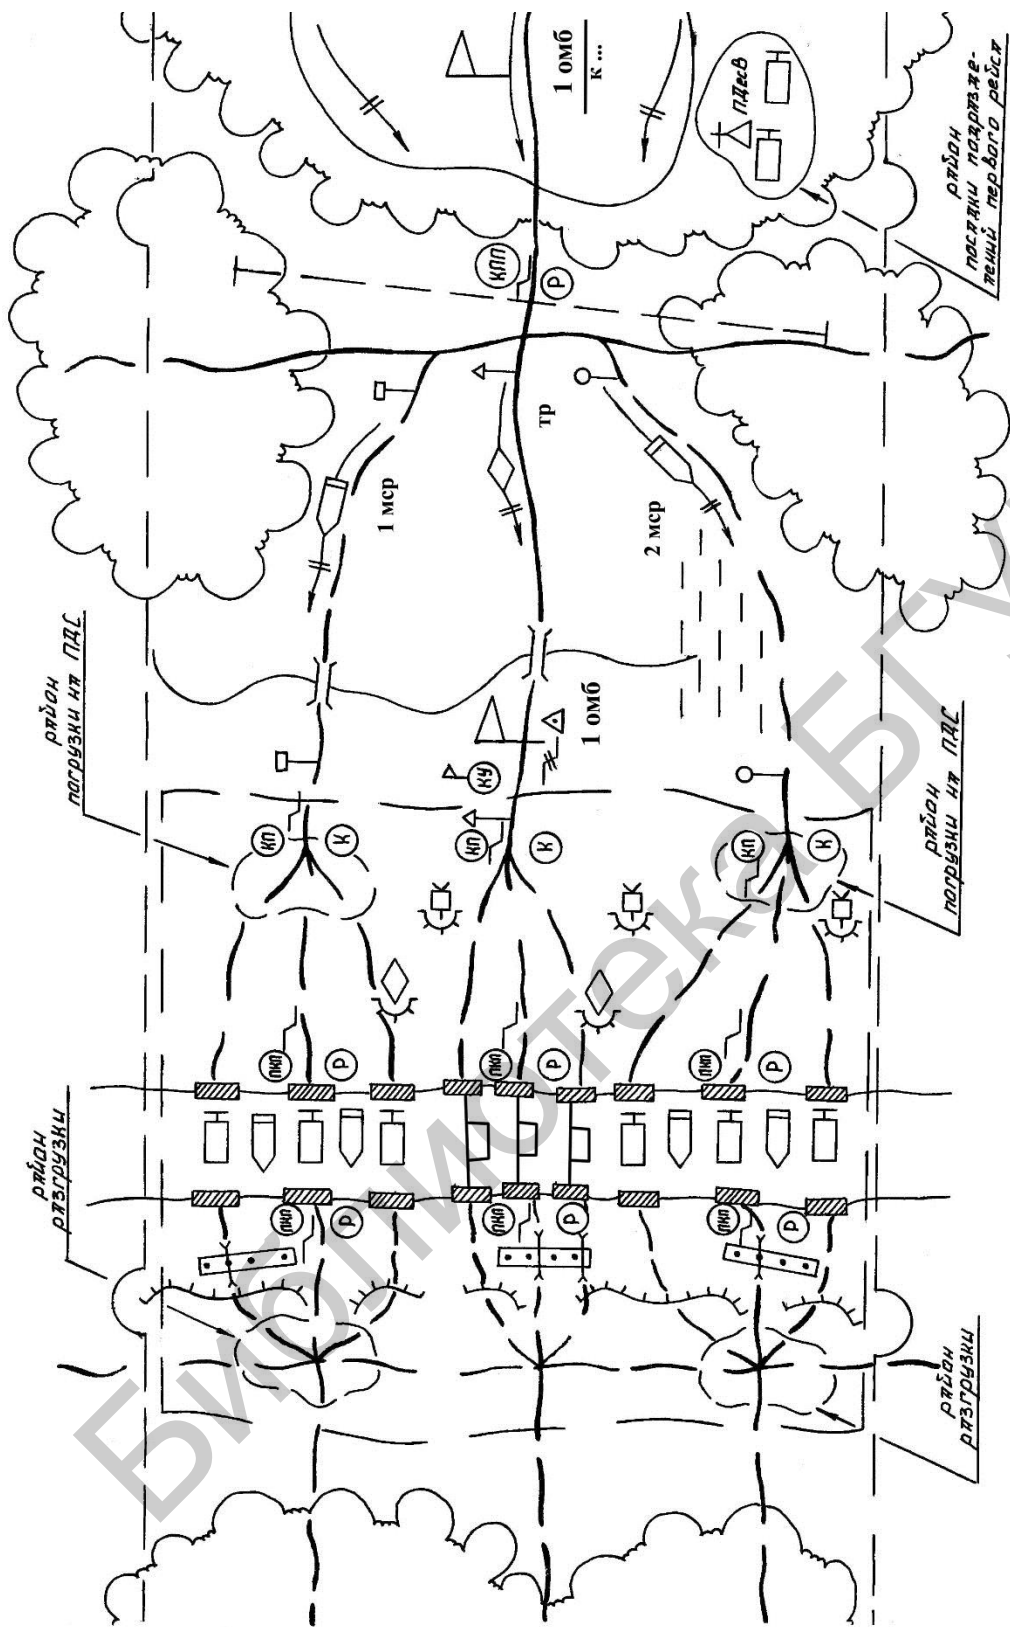 район
разгрузки
район
погрузки на ПДС
ПКП
Р
ПКП
Р
КП
К
1 мср
ПКП
Р
ПКП
Р
КП
К
КУ
1 омб
тр
КПП
Р
1 омб
к ...
2 мср
ПКП
Р
ПКП
Р
КП
К
ПДесВ
район
разгрузки
район
погрузки на ПДС
район
посадки подразде-
лений первого рейса
Библиотека БГУ